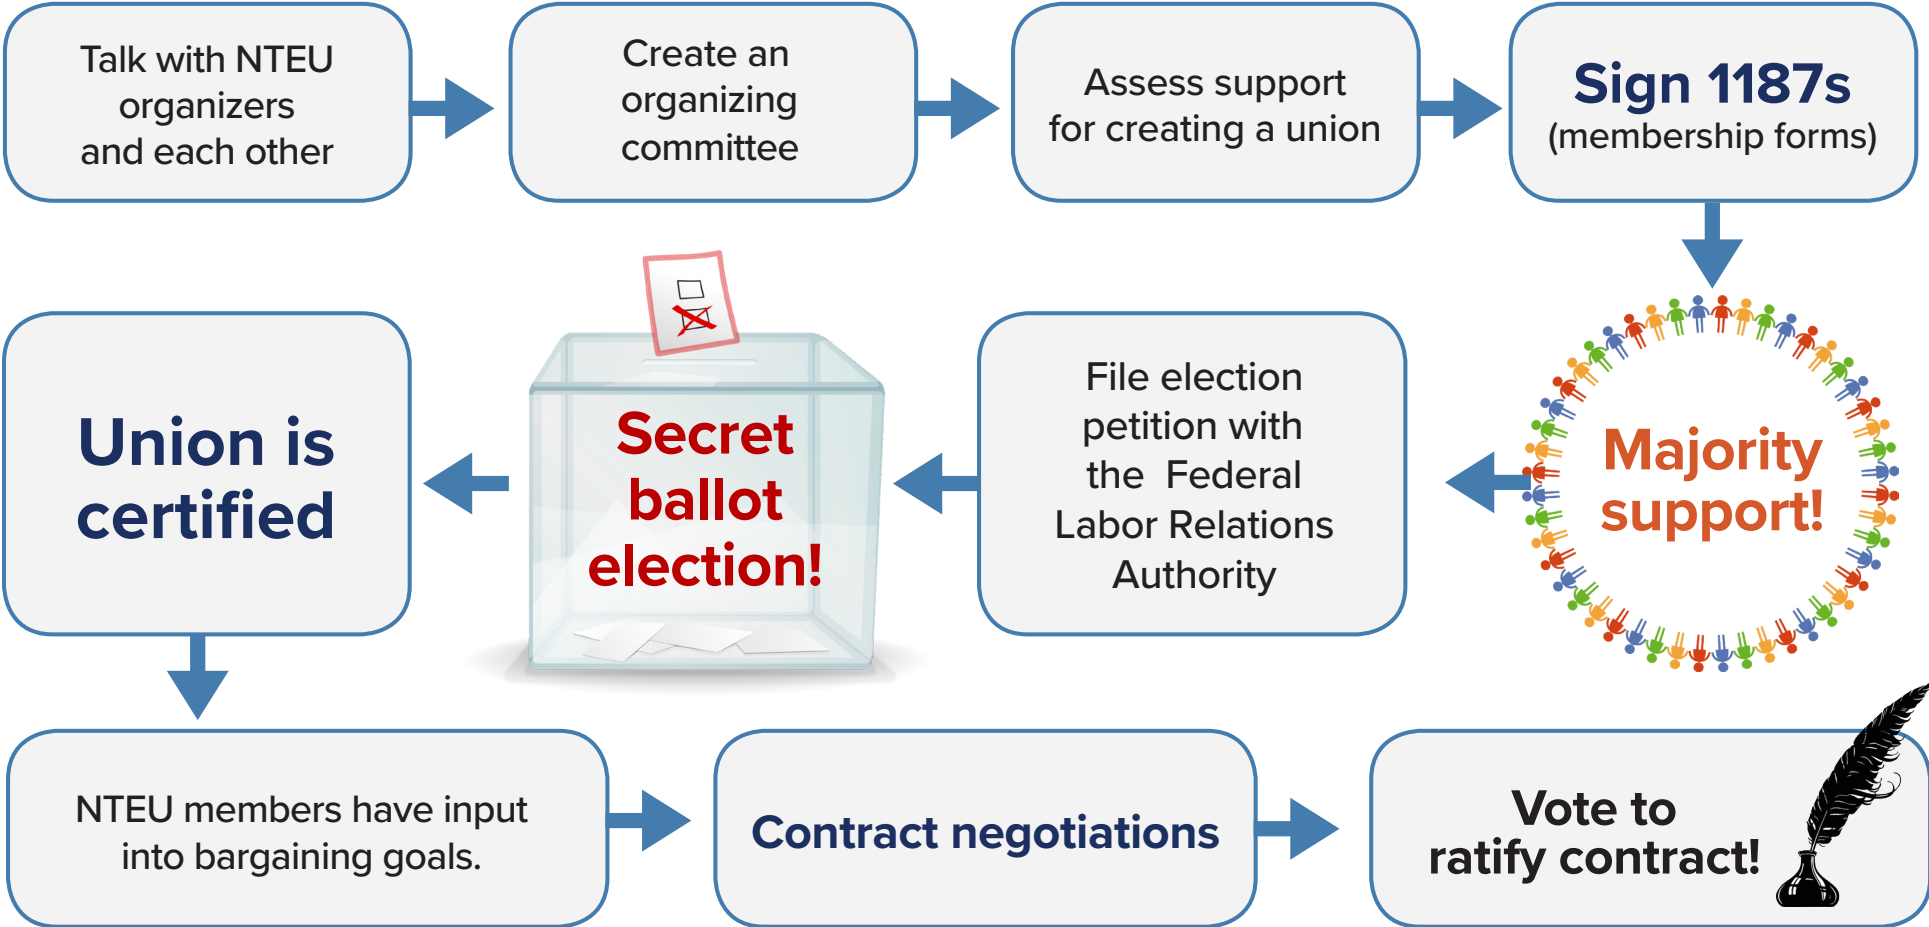 Talk with NTEU
organizers
and each other
Create an
organizing
committee
Assess support
for creating a union
Sign 1187s
(membership forms)
Majority
support!
File election
petition with
the Federal
Labor Relations
Authority
Secret
ballot
election!
Union is
certified
NTEU members have input
into bargaining goals.
Contract negotiations
Vote to
ratify contract!